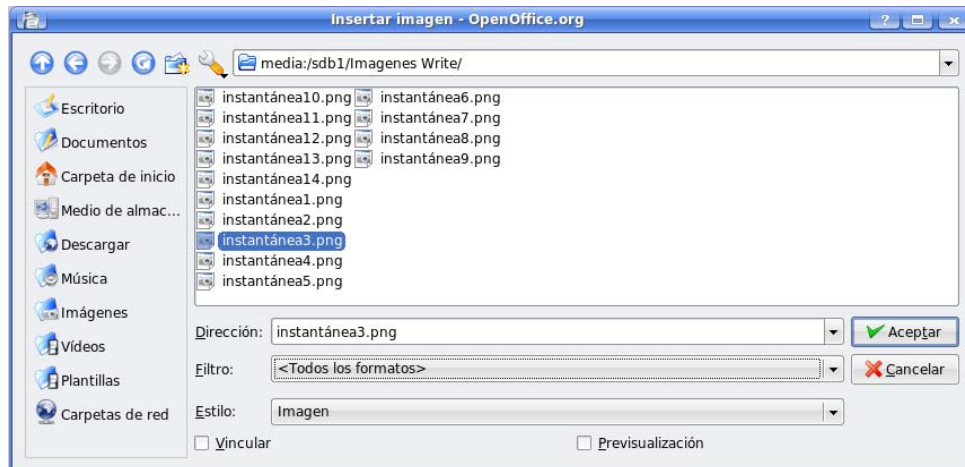 Insertar imagen - OpenOffice.org
media:/sdb1/Imagenes Write/
Escritorio
Documentos
Carpeta de inicio
Medio de almac...
Descargar
Música
Imágenes
Vídeos
Plantillas
Carpetas de red
instantánea10.png
instantánea11.png
instantánea12.png
instantánea13.png
instantánea14.png
instantánea1.png
instantánea2.png
instantánea3.png
instantánea4.png
instantánea5.png
instantánea6.png
instantánea7.png
instantánea8.png
instantánea9.png
Dirección: instantánea3.png Aceptar
Filtro: <Todos los formatos> Cancelar
Estilo: Imagen
Vincular Previsualización